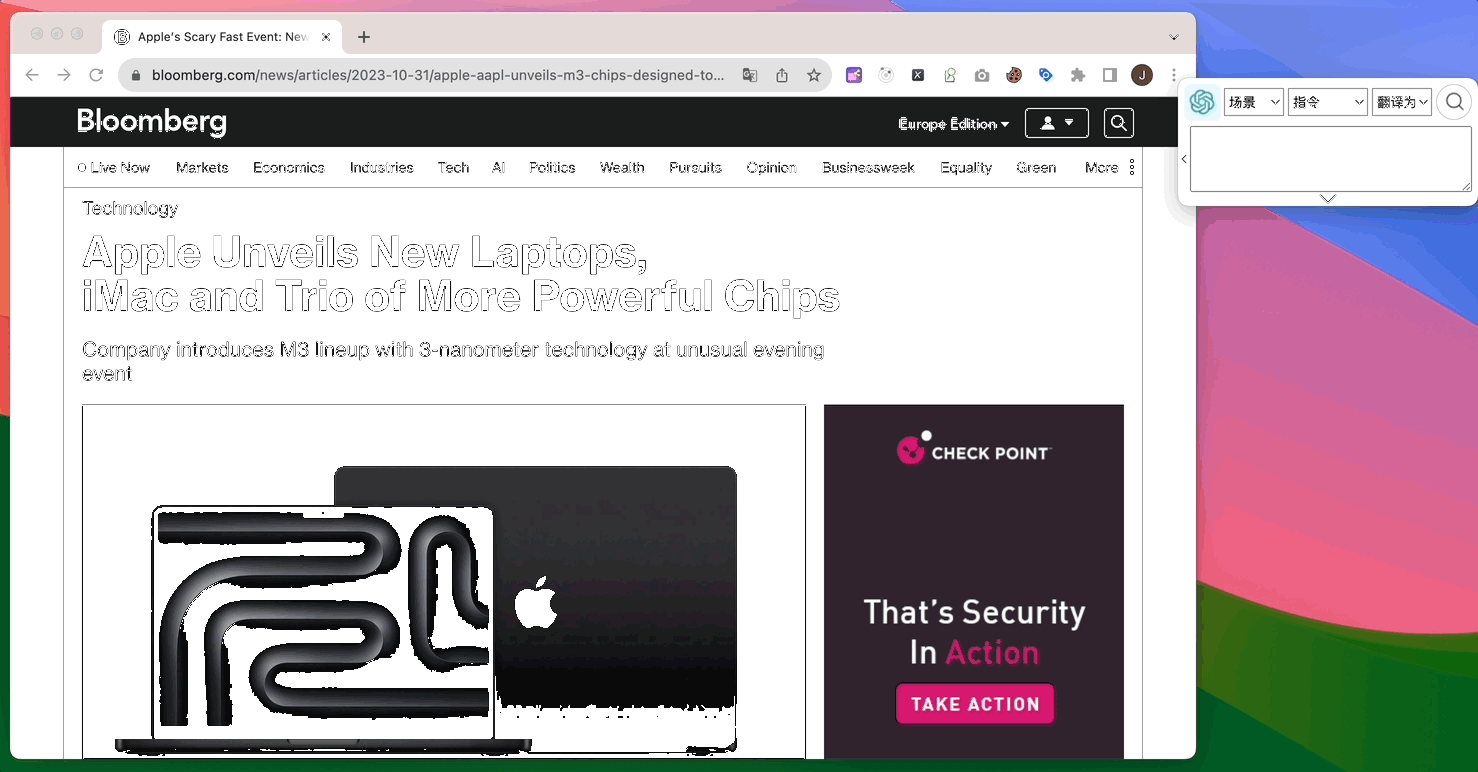 Apple's Scary Fast Event: New
bloomberg.com/news/articles/2023-10-31/apple-aapl-unveils-m3-chips-designed-to...
J
场景 指令 翻译为
Bloomberg
Europe Edition
Live Now Markets Economics Industries Tech AI Politics Wealth Pursuits Opinion Businessweek Equality Green More
Technology
Apple Unveils New Laptops,
iMac and Trio of More Powerful Chips
Company introduces M3 lineup with 3-nanometer technology at unusual evening
event
CHECK POINT
That's Security
In Action
TAKE ACTION